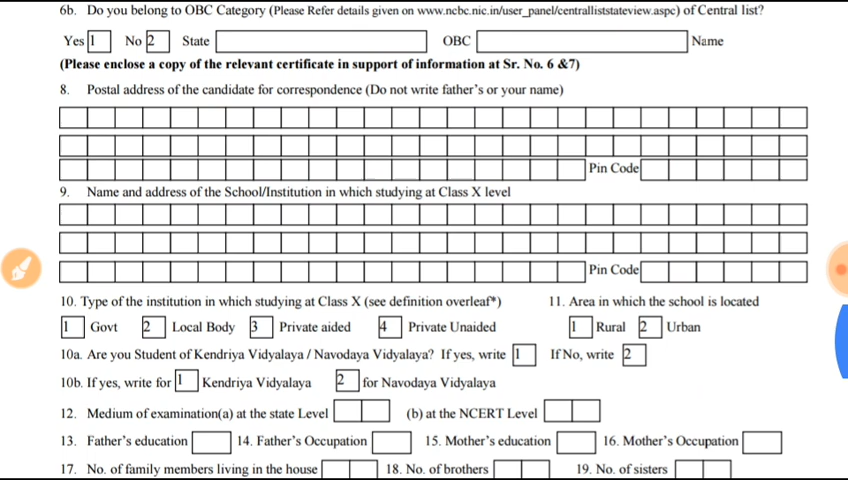 6b. Do you belong to OBC Category (Please Refer details given on www.ncbc.nic.in/user_panel/centralliststateview.aspc) of Central list?
Yes 1 No 2 State OBC Name
(Please enclose a copy of the relevant certificate in support of information at Sr. No. 6 &7)
8. Postal address of the candidate for correspondence (Do not write father's or your name)
Pin Code
9. Name and address of the School/Institution in which studying at Class X level
Pin Code
10. Type of the institution in which studying at Class X (see definition overleaf*) 11. Area in which the school is located
1 Govt 2 Local Body 3 Private aided 4 Private Unaided 1 Rural 2 Urban
10a. Are you Student of Kendriya Vidyalaya / Navodaya Vidyalaya? If yes, write 1 If No, write 2
10b. If yes, write for 1 Kendriya Vidyalaya 2 for Navodaya Vidyalaya
12. Medium of examination(a) at the state Level (b) at the NCERT Level
13. Father's education 14. Father's Occupation 15. Mother's education 16. Mother's Occupation
17. No. of family members living in the house 18. No. of brothers 19. No. of sisters